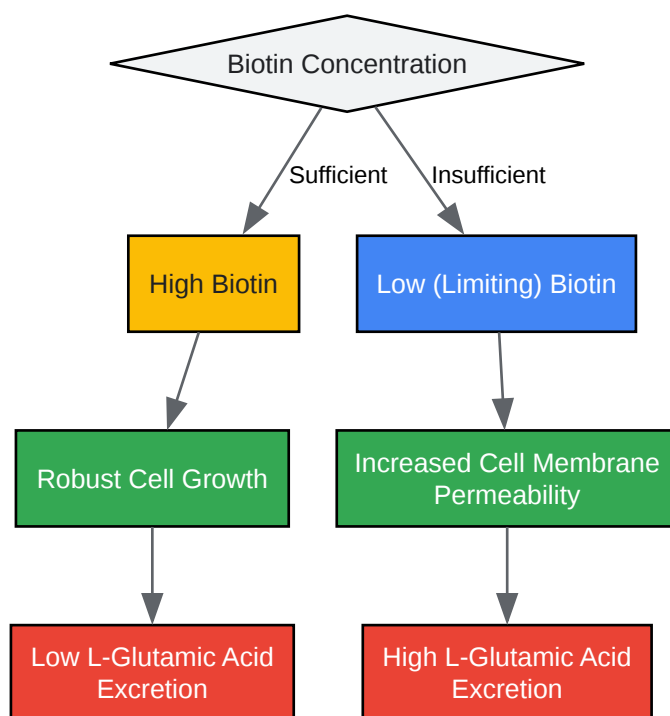 Biotin Concentration
Sufficient
Insufficient
High Biotin
Low (Limiting) Biotin
Robust Cell Growth
Increased Cell Membrane
Permeability
Low L-Glutamic Acid
Excretion
High L-Glutamic Acid
Excretion